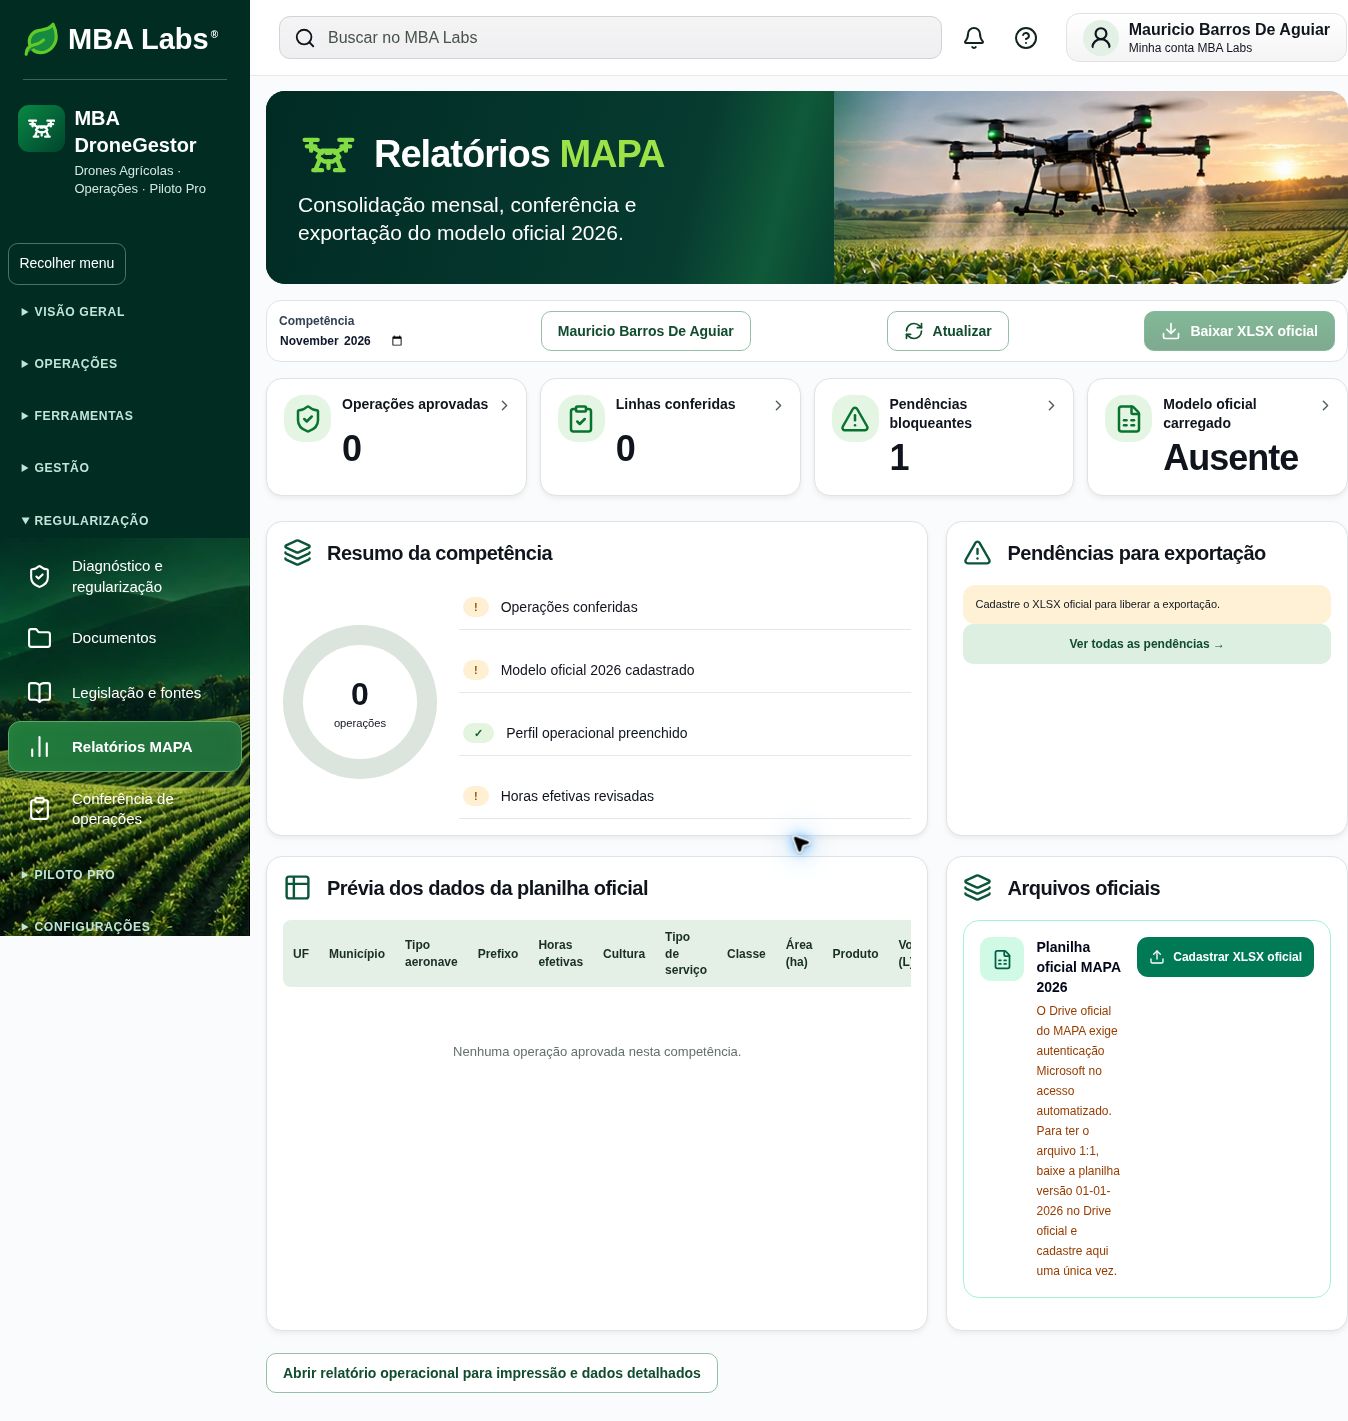 MBA Labs®
Buscar no MBA Labs
Mauricio Barros De Aguiar
Minha conta MBA Labs
MBA
DroneGestor
Drones Agrícolas ·
Operações · Piloto Pro
Recolher menu
VISÃO GERAL
OPERAÇÕES
FERRAMENTAS
GESTÃO
REGULARIZAÇÃO
Diagnóstico e
regularização
Documentos
Legislação e fontes
Relatórios MAPA
Conferência de
operações
PILOTO PRO
CONFIGURAÇÕES
Relatórios MAPA
Consolidação mensal, conferência e
exportação do modelo oficial 2026.
Competência
November 2026
Mauricio Barros De Aguiar
Atualizar
Baixar XLSX oficial
Operações aprovadas
0
Linhas conferidas
0
Pendências
bloqueantes
1
Modelo oficial
carregado
Ausente
Resumo da competência
0
operações
! Operações conferidas
! Modelo oficial 2026 cadastrado
✓ Perfil operacional preenchido
! Horas efetivas revisadas
Pendências para exportação
Cadastre o XLSX oficial para liberar a exportação.
Ver todas as pendências →
Prévia dos dados da planilha oficial
UF
Município
Tipo
aeronave
Prefixo
Horas
efetivas
Cultura
Tipo
de
serviço
Classe
Área
(ha)
Produto
Vo
(L)
Nenhuma operação aprovada nesta competência.
Arquivos oficiais
Planilha
oficial MAPA
2026
O Drive oficial
do MAPA exige
autenticação
Microsoft no
acesso
automatizado.
Para ter o
arquivo 1:1,
baixe a planilha
versão 01-01-
2026 no Drive
oficial e
cadastre aqui
uma única vez.
Cadastrar XLSX oficial
Abrir relatório operacional para impressão e dados detalhados